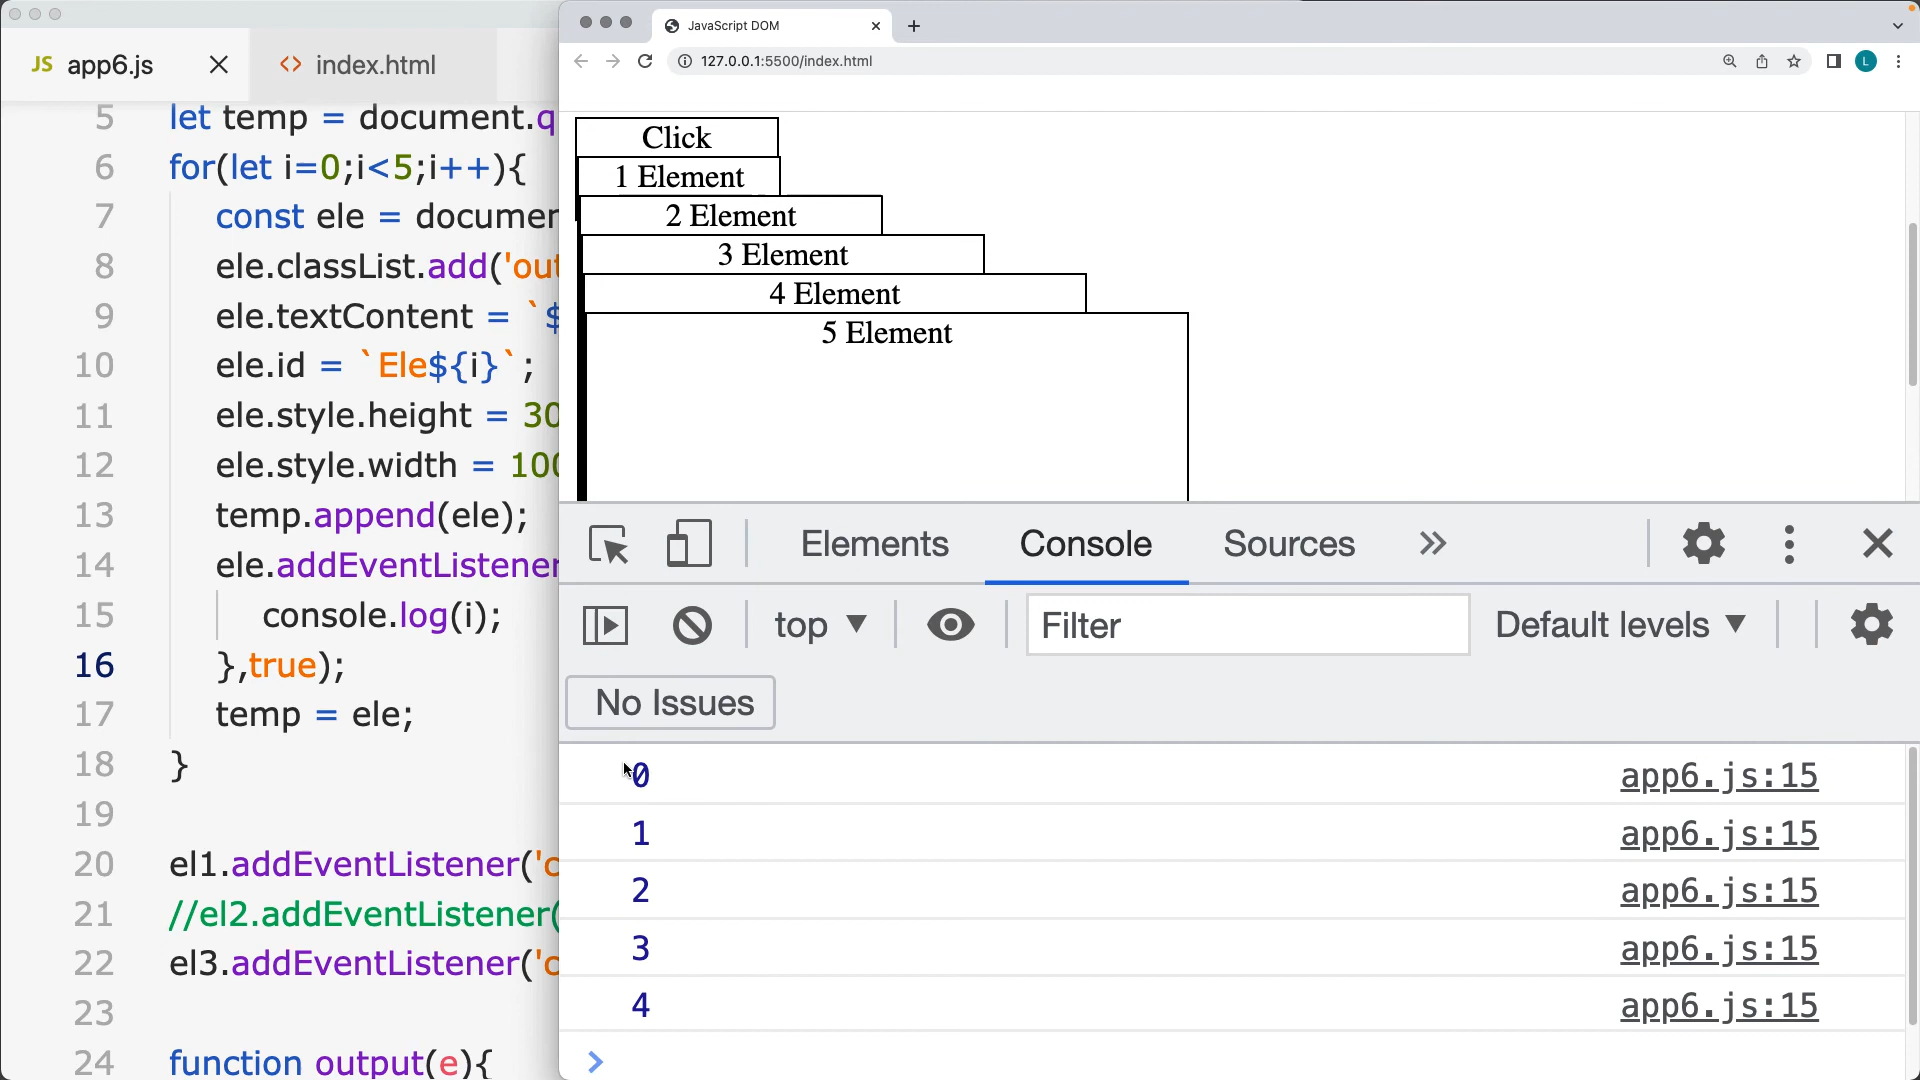 JS app6.js
<> index.html
5 let temp = document.q
6 for(let i=0;i<5;i++){
7 const ele = documen
8 ele.classList.add('out
9 ele.textContent = `$
10 ele.id = `Ele${i}`;
11 ele.style.height = 30
12 ele.style.width = 100
13 temp.append(ele);
14 ele.addEventListener
15 console.log(i);
16 },true);
17 temp = ele;
18 }
19
20 el1.addEventListener('c
21 //el2.addEventListener(
22 el3.addEventListener('c
23
24 function output(e){
JavaScript DOM
127.0.0.1:5500/index.html
L
Click
1 Element
2 Element
3 Element
4 Element
5 Element
Elements Console Sources »
top ▼ Filter Default levels ▼
No Issues
0 app6.js:15
1 app6.js:15
2 app6.js:15
3 app6.js:15
4 app6.js:15
>